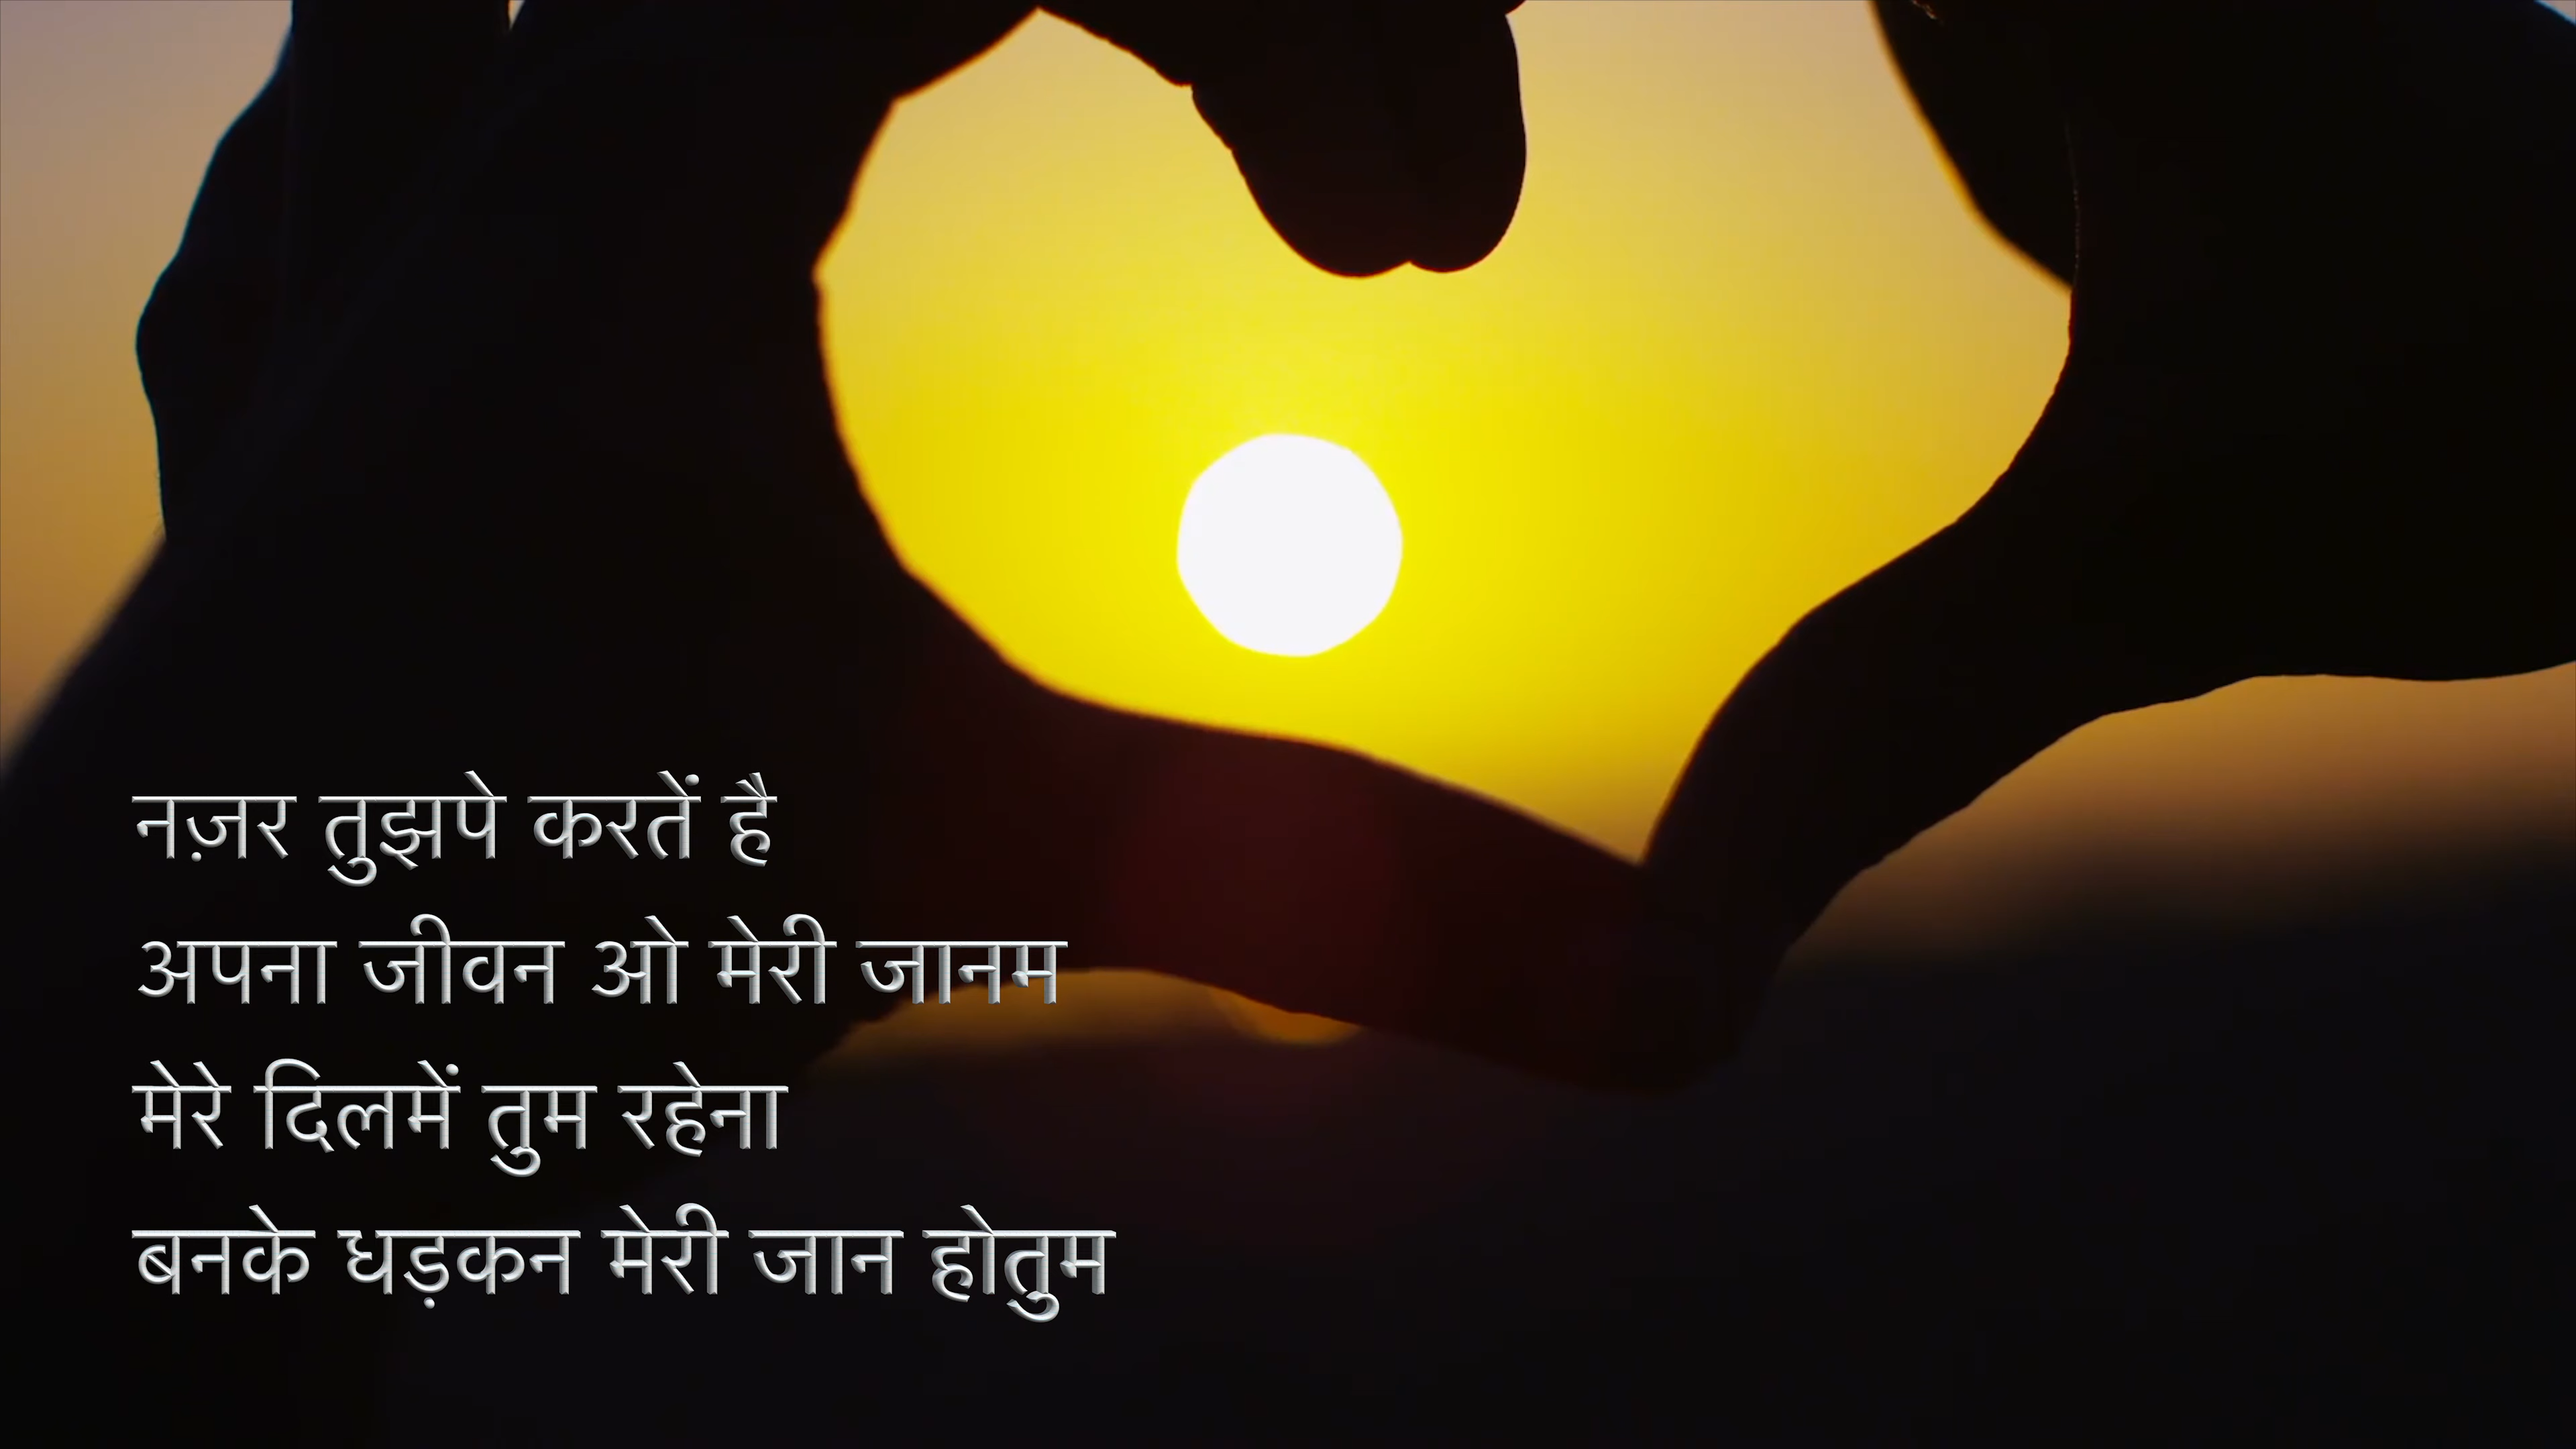 नज़र तुझपे करतें है
अपना जीवन ओ मेरी जानम
मेरे दिलमें तुम रहेना
बनके धड़कन मेरी जान होतुम